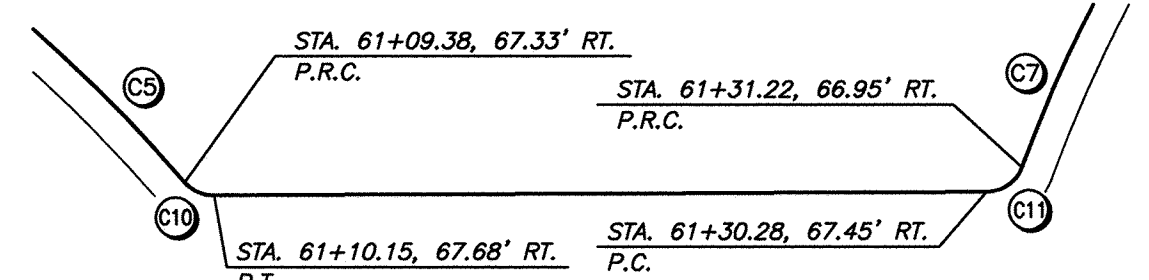 STA. 61+09.38, 67.33' RT.
P.R.C.
C5
C7
STA. 61+31.22, 66.95' RT.
P.R.C.
C10
C11
STA. 61+10.15, 67.68' RT.
P.T.
STA. 61+30.28, 67.45' RT.
P.C.